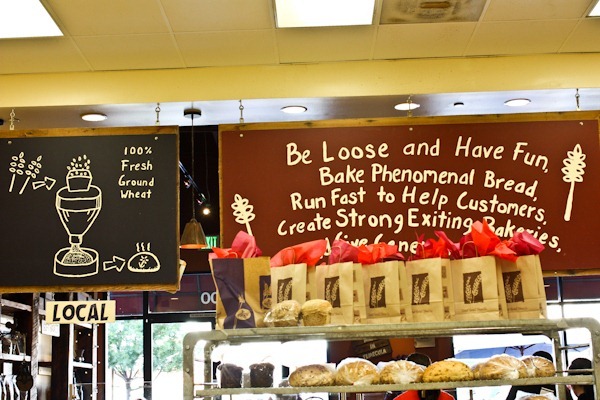 100%
Fresh
Ground
Wheat
LOCAL
Be Loose and Have Fun,
Bake Phenomenal Bread,
Run Fast to Help Customers,
Create Strong Exiting Bakeries,